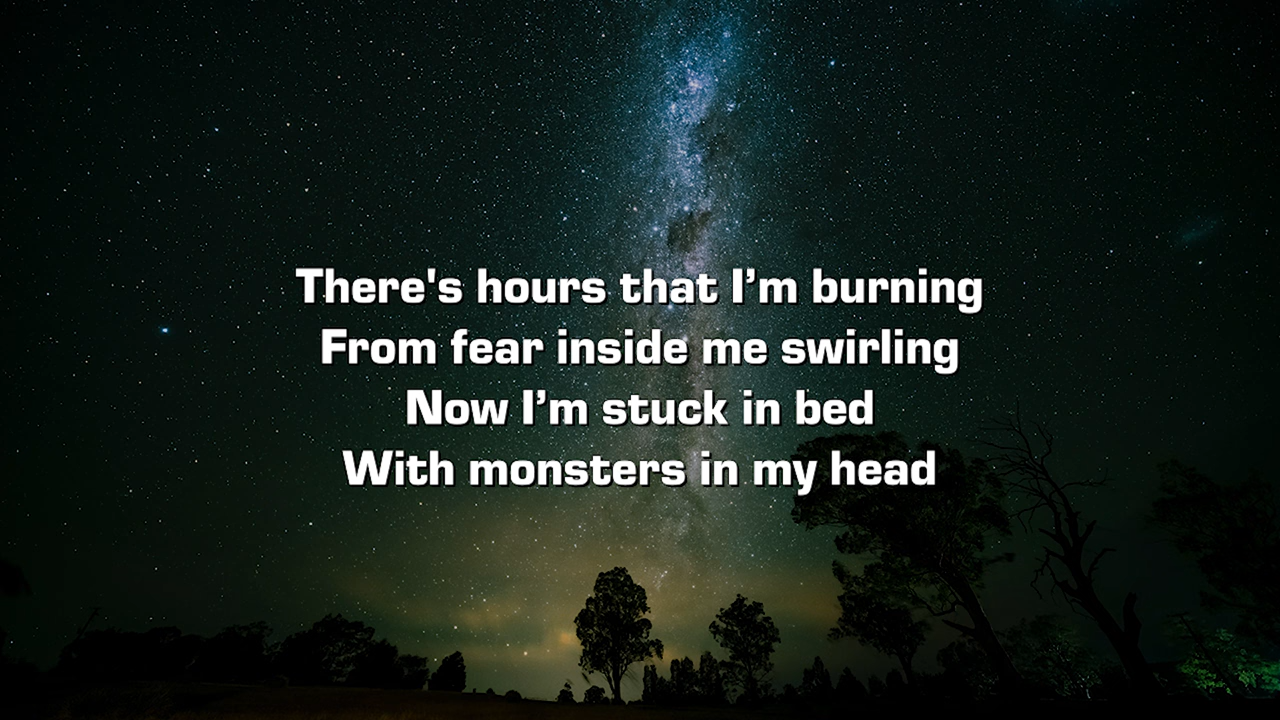 There's hours that I’m burning
From fear inside me swirling
Now I’m stuck in bed
With monsters in my head